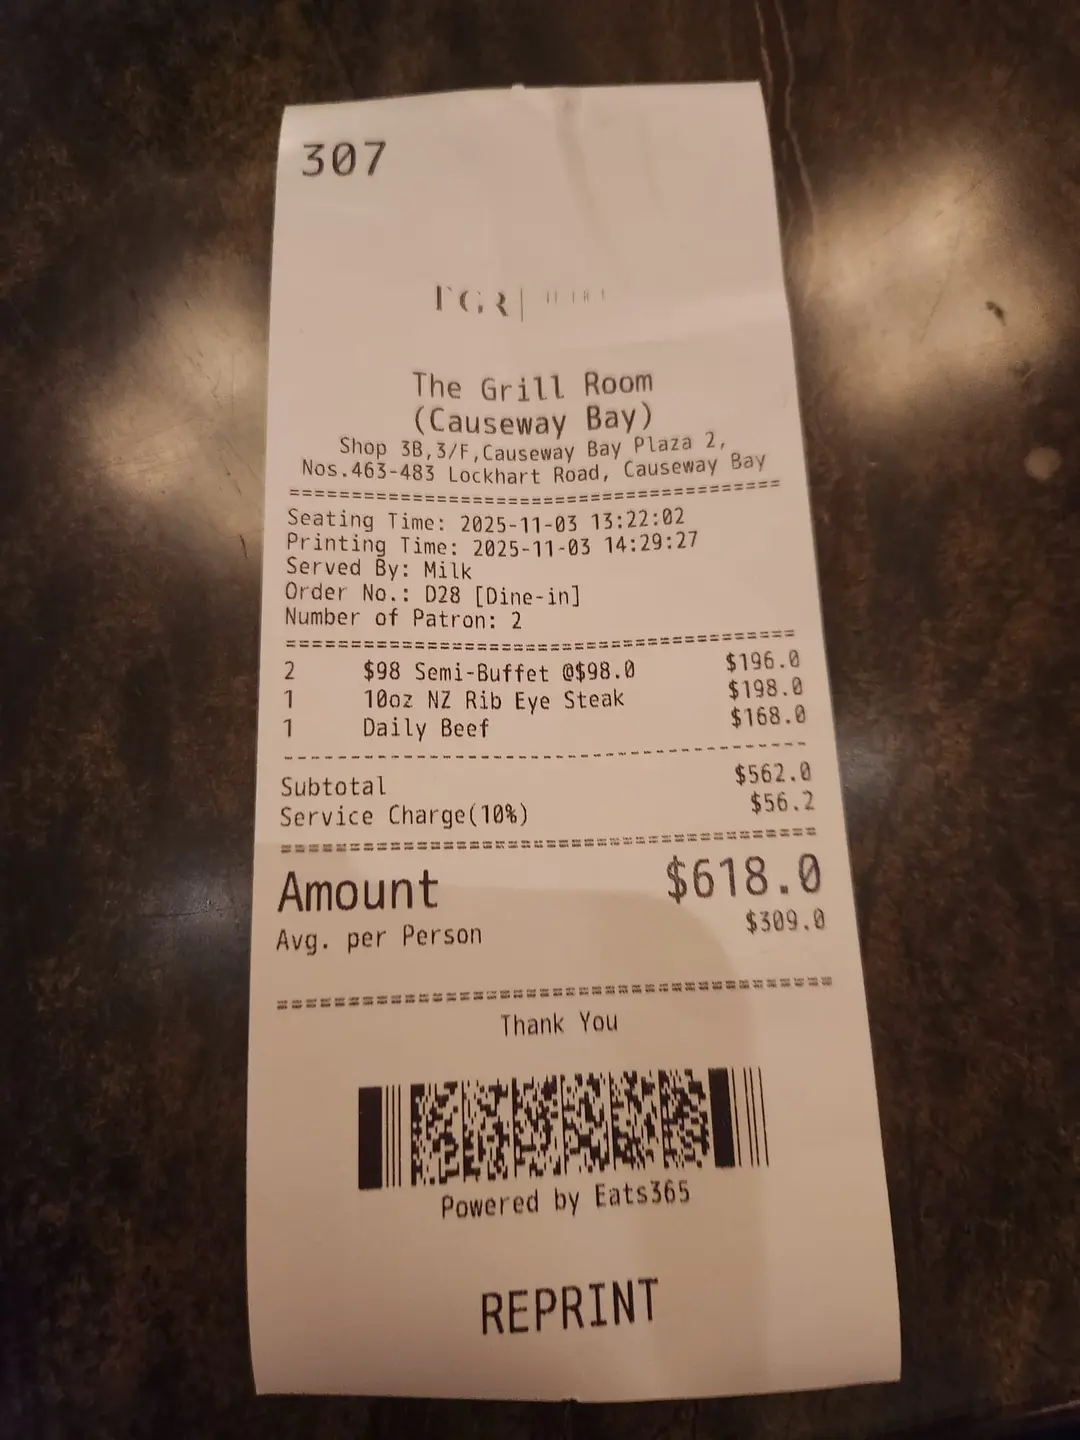 307
TGR
The Grill Room
(Causeway Bay)
Shop 3B,3/F,Causeway Bay Plaza 2,
Nos.463-483 Lockhart Road, Causeway Bay
Seating Time: 2025-11-03 13:22:02
Printing Time: 2025-11-03 14:29:27
Served By: Milk
Order No.: D28 [Dine-in]
Number of Patron: 2
2 $98 Semi-Buffet @$98.0 $196.0
1 10oz NZ Rib Eye Steak $198.0
1 Daily Beef $168.0
Subtotal $562.0
Service Charge(10%) $56.2
Amount $618.0
Avg. per Person $309.0
Thank You
Powered by Eats365
REPRINT